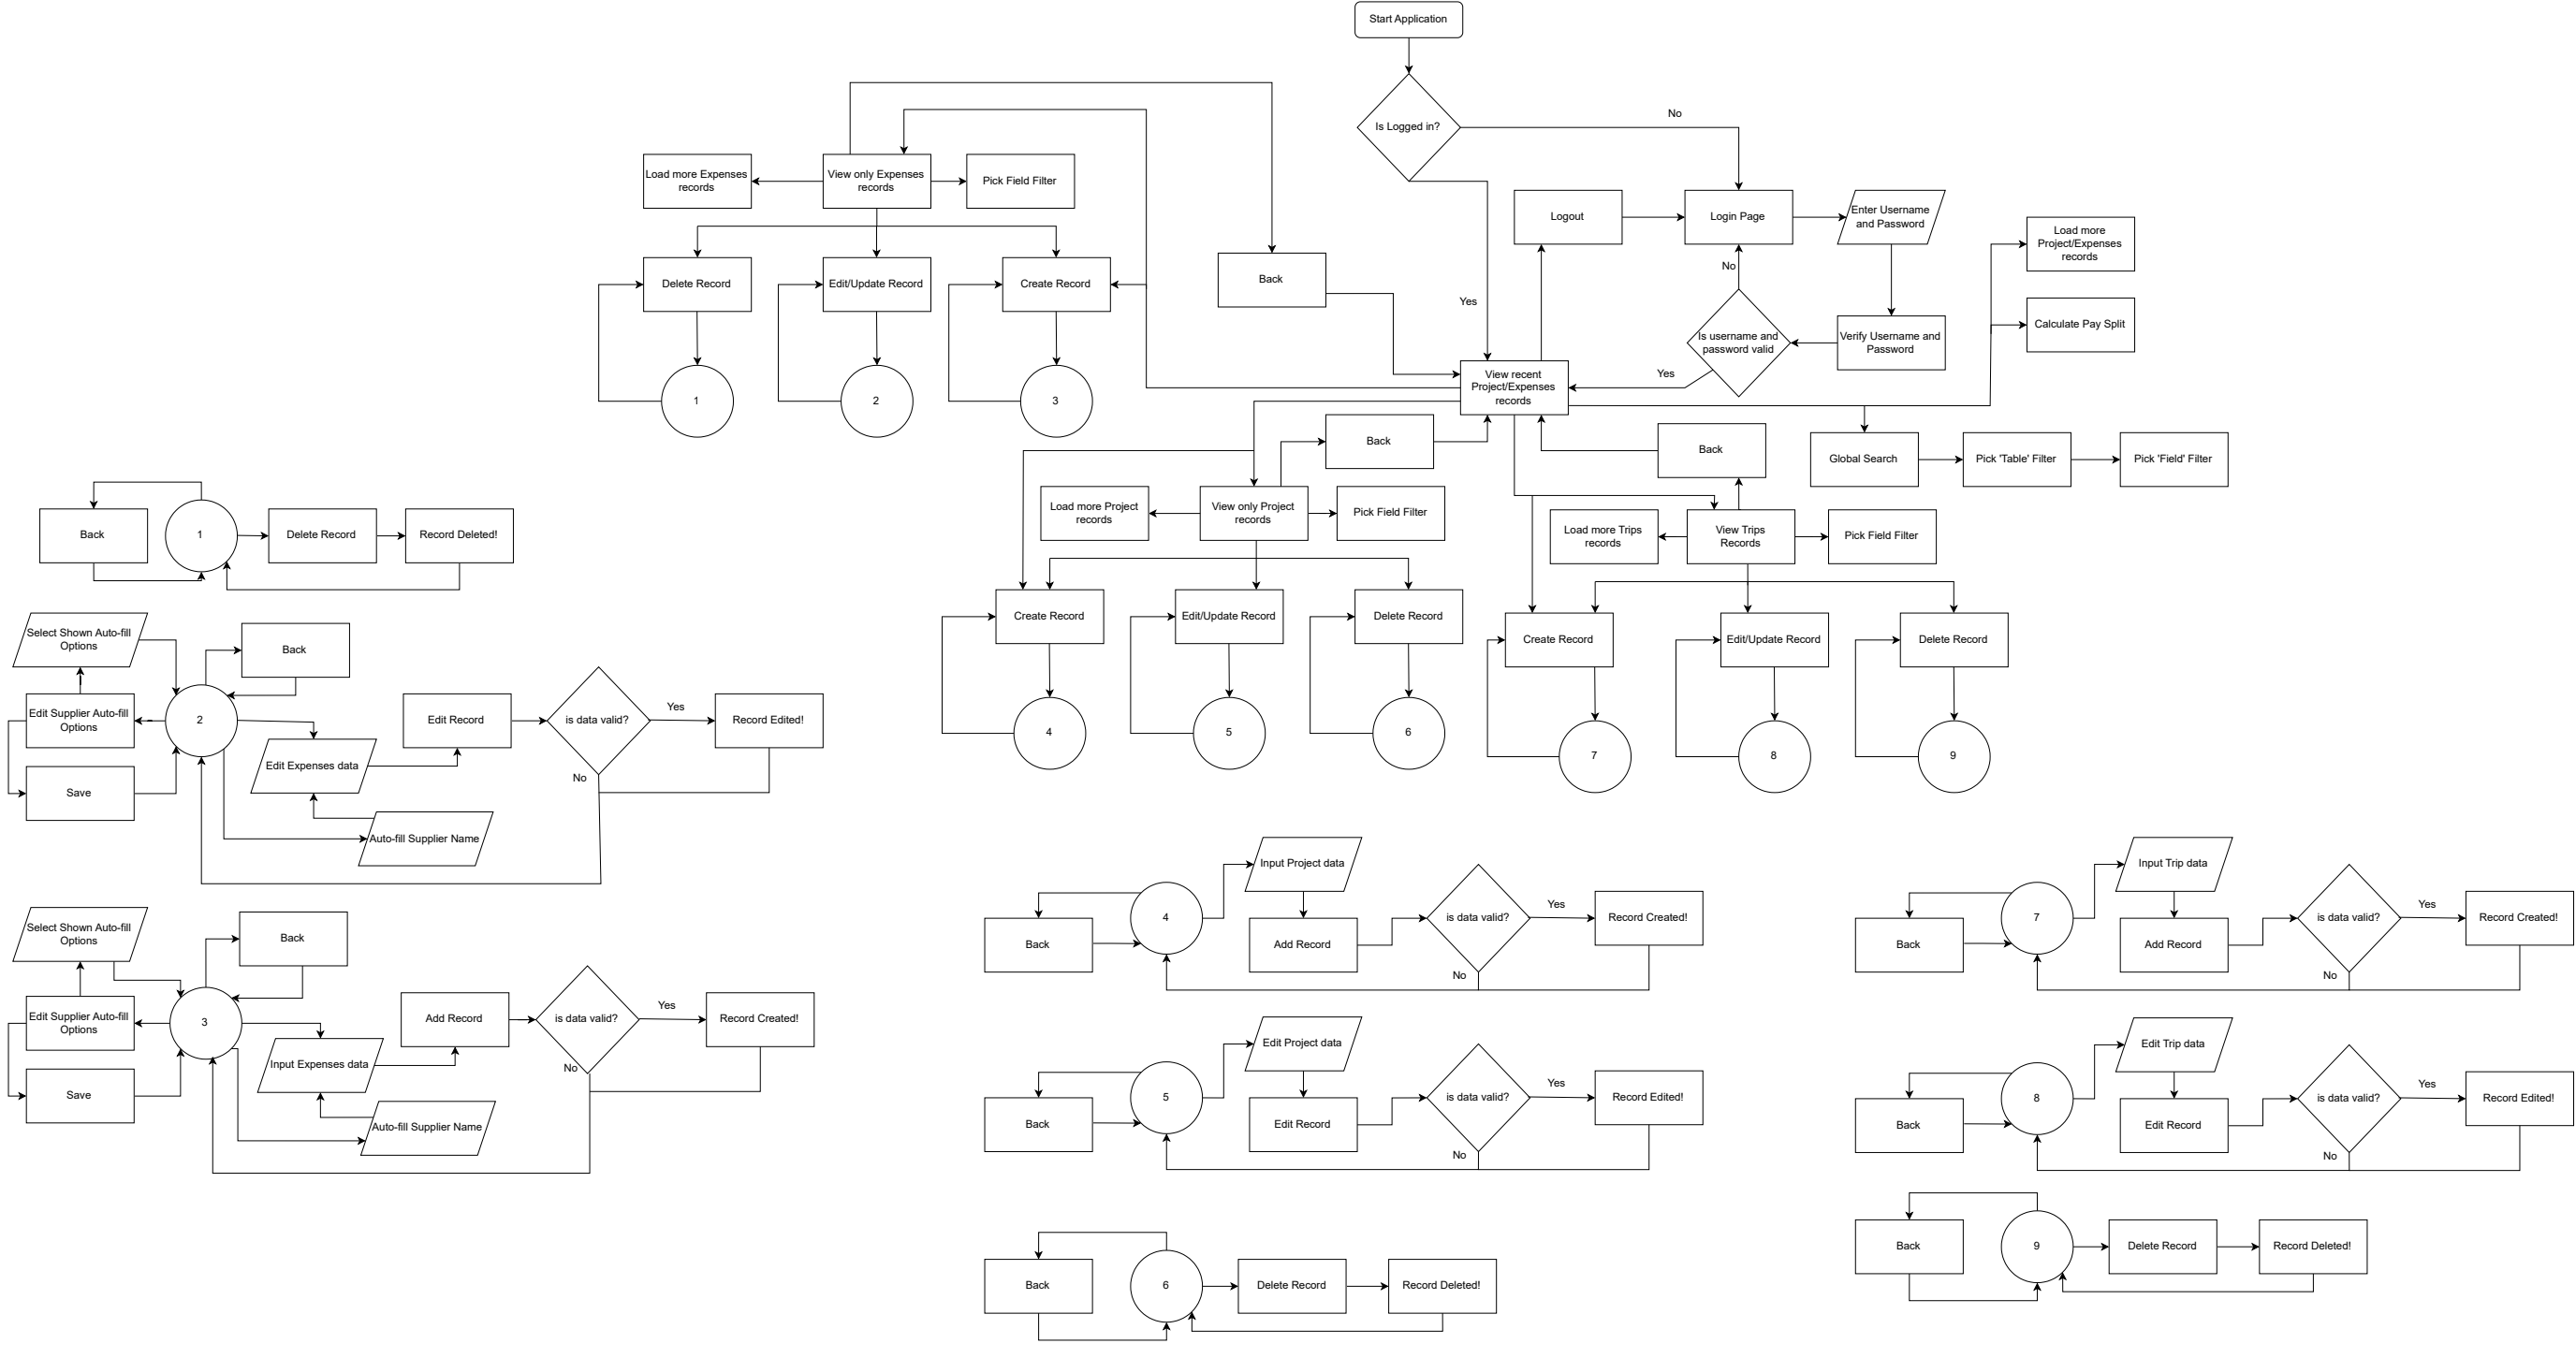 Start Application
Is Logged in?
No
Yes
Load more Expenses
records
View only Expenses
records
Pick Field Filter
Delete Record
Edit/Update Record
Create Record
1
2
3
Back
Logout
Login Page
Enter Username
and Password
No
Is username and
password valid
Verify Username and
Password
Yes
Load more
Project/Expenses
records
Calculate Pay Split
View recent
Project/Expenses
records
Back
Back
Global Search
Pick 'Table' Filter
Pick 'Field' Filter
Load more Project
records
View only Project
records
Pick Field Filter
Load more Trips
records
View Trips
Records
Pick Field Filter
Create Record
Edit/Update Record
Delete Record
4
5
6
Create Record
Edit/Update Record
Delete Record
7
8
9
Back
1
Delete Record
Record Deleted!
Select Shown Auto-fill
Options
Back
Edit Supplier Auto-fill
Options
2
Edit Record
is data valid?
Yes
Record Edited!
Edit Expenses data
No
Save
Auto-fill Supplier Name
Select Shown Auto-fill
Options
Back
Edit Supplier Auto-fill
Options
3
Add Record
is data valid?
Yes
Record Created!
Input Expenses data
No
Save
Auto-fill Supplier Name
Input Project data
4
Back
Add Record
is data valid?
Yes
Record Created!
No
Edit Project data
5
Back
Edit Record
is data valid?
Yes
Record Edited!
No
Back
6
Delete Record
Record Deleted!
Input Trip data
7
Back
Add Record
is data valid?
Yes
Record Created!
No
Edit Trip data
8
Back
Edit Record
is data valid?
Yes
Record Edited!
No
Back
9
Delete Record
Record Deleted!